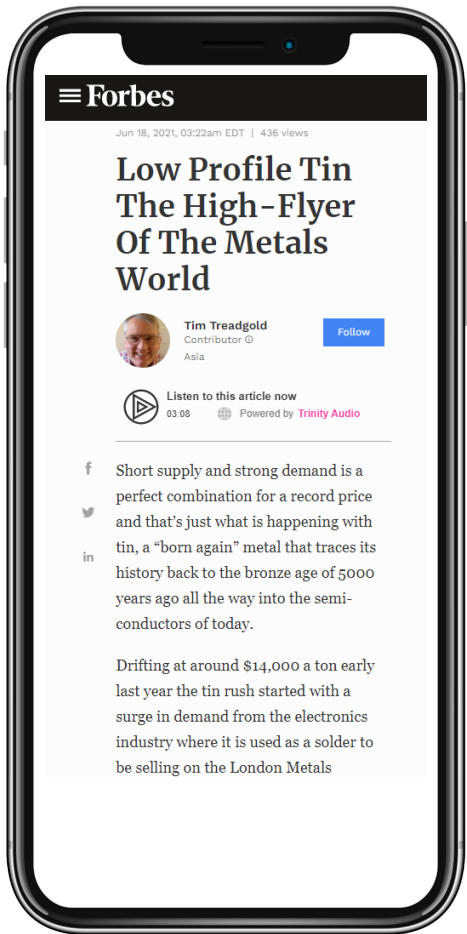 Forbes
Jun 18, 2021, 03:22am EDT | 436 views
Low Profile Tin
The High-Flyer
Of The Metals
World
Tim Treadgold
Contributor
Asia
Follow
Listen to this article now
03:08
Powered by Trinity Audio
Short supply and strong demand is a
perfect combination for a record price
and that’s just what is happening with
tin, a “born again” metal that traces its
history back to the bronze age of 5000
years ago all the way into the semi-
conductors of today.
Drifting at around $14,000 a ton early
last year the tin rush started with a
surge in demand from the electronics
industry where it is used as a solder to
be selling on the London Metals